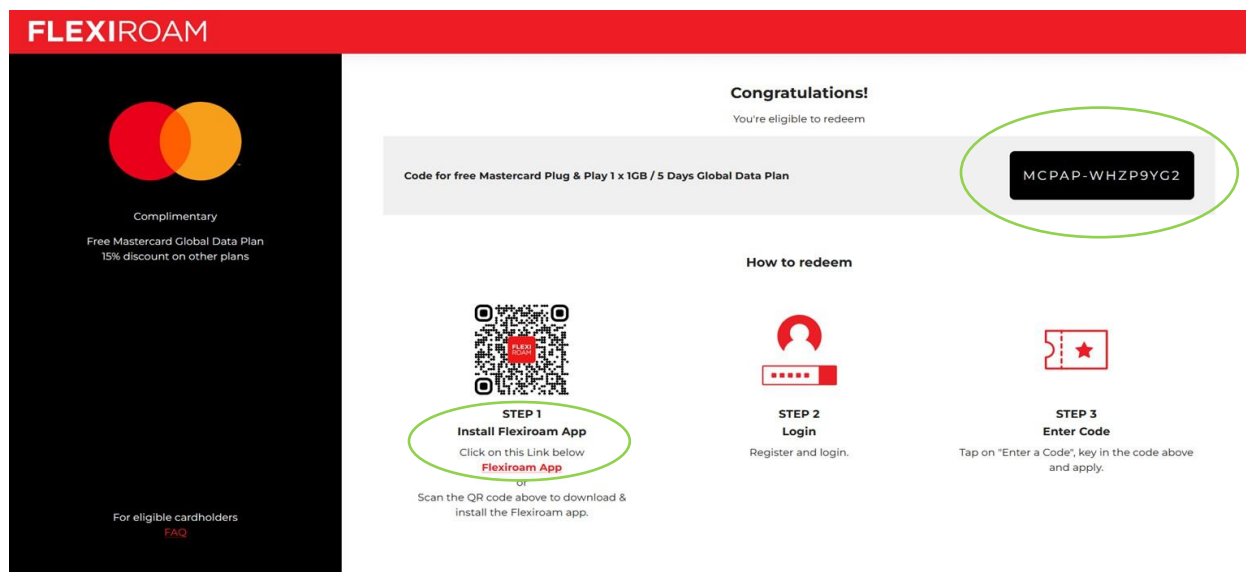 FLEXIROAM
Complimentary
Free Mastercard Global Data Plan
15% discount on other plans
For eligible cardholders
FAQ
Congratulations!
You're eligible to redeem
Code for free Mastercard Plug & Play 1 x 1GB / 5 Days Global Data Plan
MCPAP-WHZP9YG2
How to redeem
FLEXI
ROAM
STEP 1
Install Flexiroam App
Click on this Link below
Flexiroam App
or
Scan the QR code above to download &
install the Flexiroam app.
STEP 2
Login
Register and login.
STEP 3
Enter Code
Tap on "Enter a Code", key in the code above
and apply.